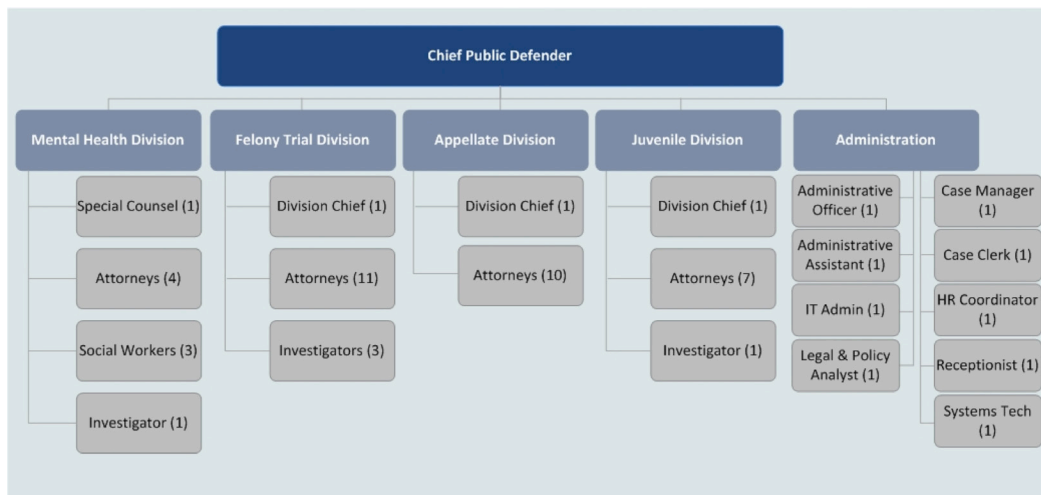 Chief Public Defender
Mental Health Division
Felony Trial Division
Appellate Division
Juvenile Division
Administration
Special Counsel (1)
Attorneys (4)
Social Workers (3)
Investigator (1)
Division Chief (1)
Attorneys (11)
Investigators (3)
Division Chief (1)
Attorneys (10)
Division Chief (1)
Attorneys (7)
Investigator (1)
Administrative
Officer (1)
Administrative
Assistant (1)
IT Admin (1)
Legal & Policy
Analyst (1)
Case Manager
(1)
Case Clerk (1)
HR Coordinator
(1)
Receptionist (1)
Systems Tech
(1)